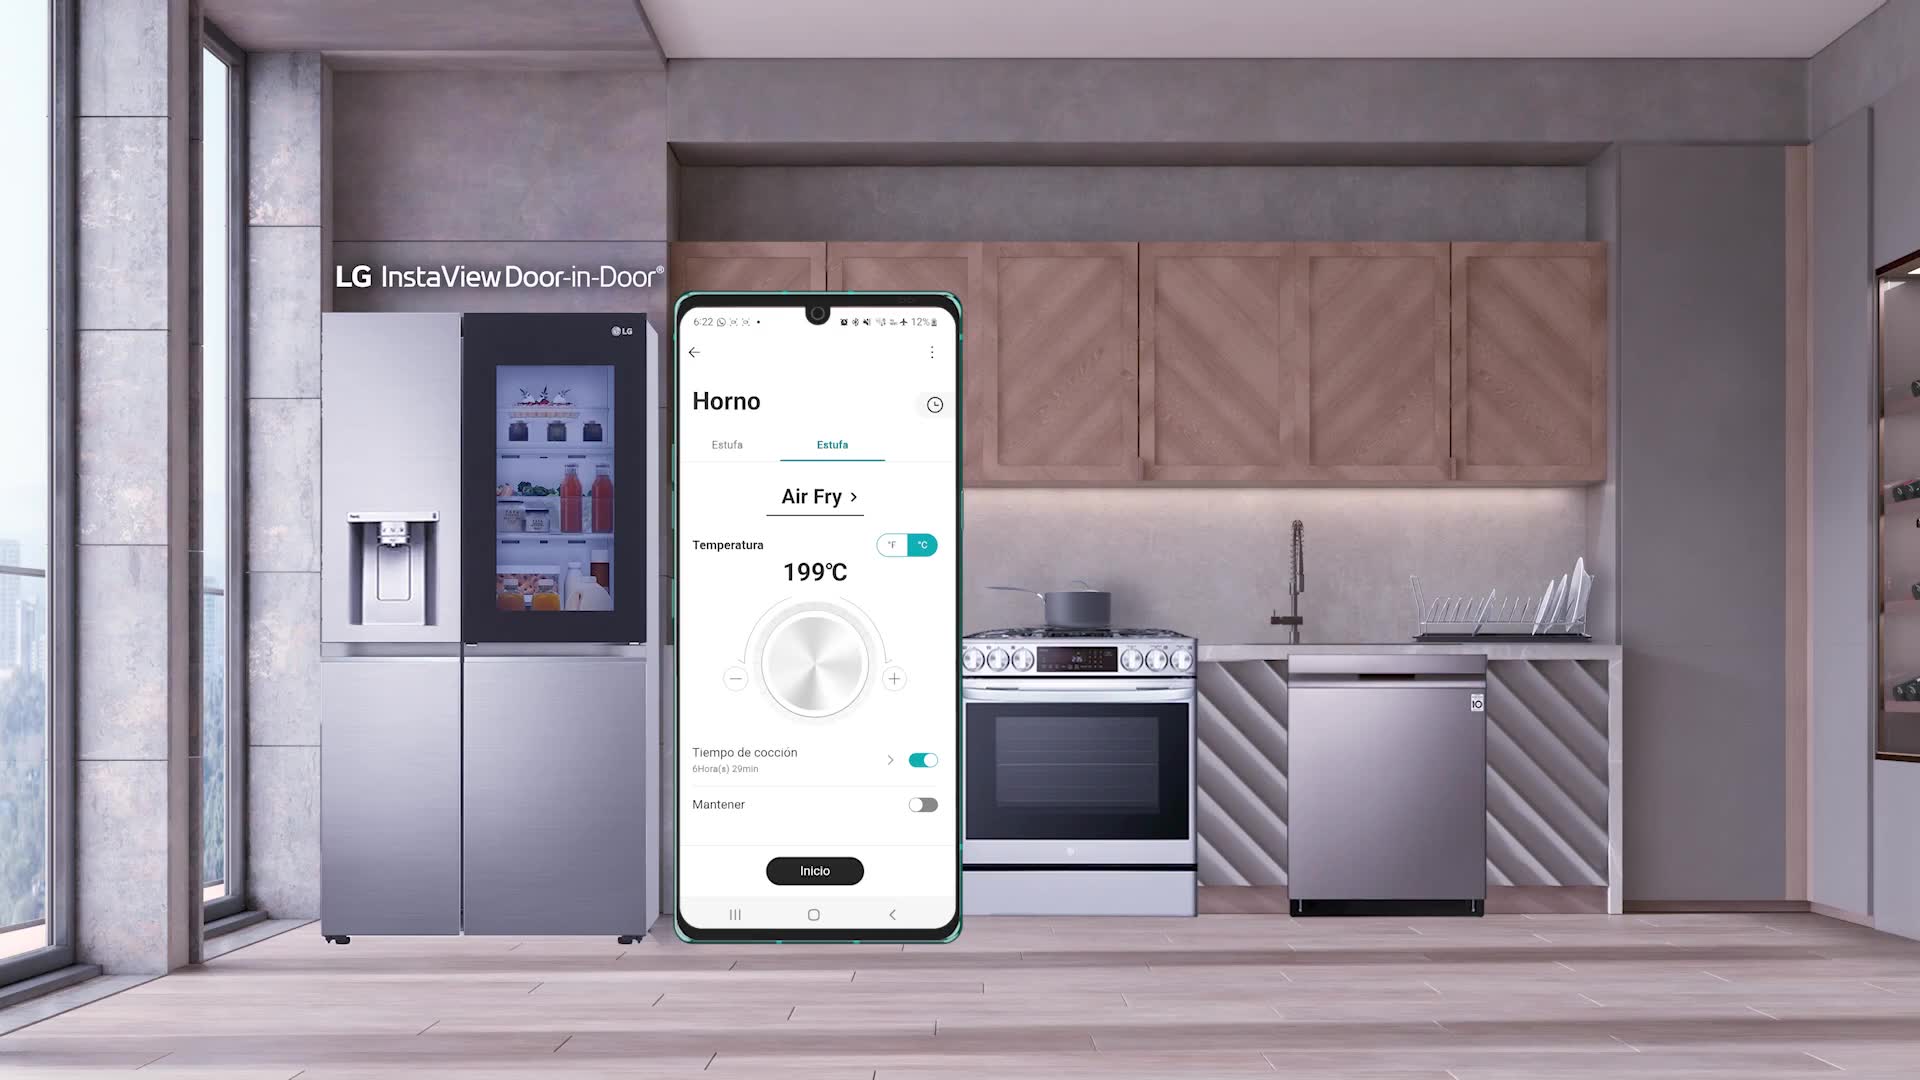 LG InstaView Door-in-Door®
LG
6:22
12%
Horno
Estufa
Estufa
Air Fry
Temperatura
°F
°C
199°C
Tiempo de cocción
6Hora(s) 29min
Mantener
Inicio
10